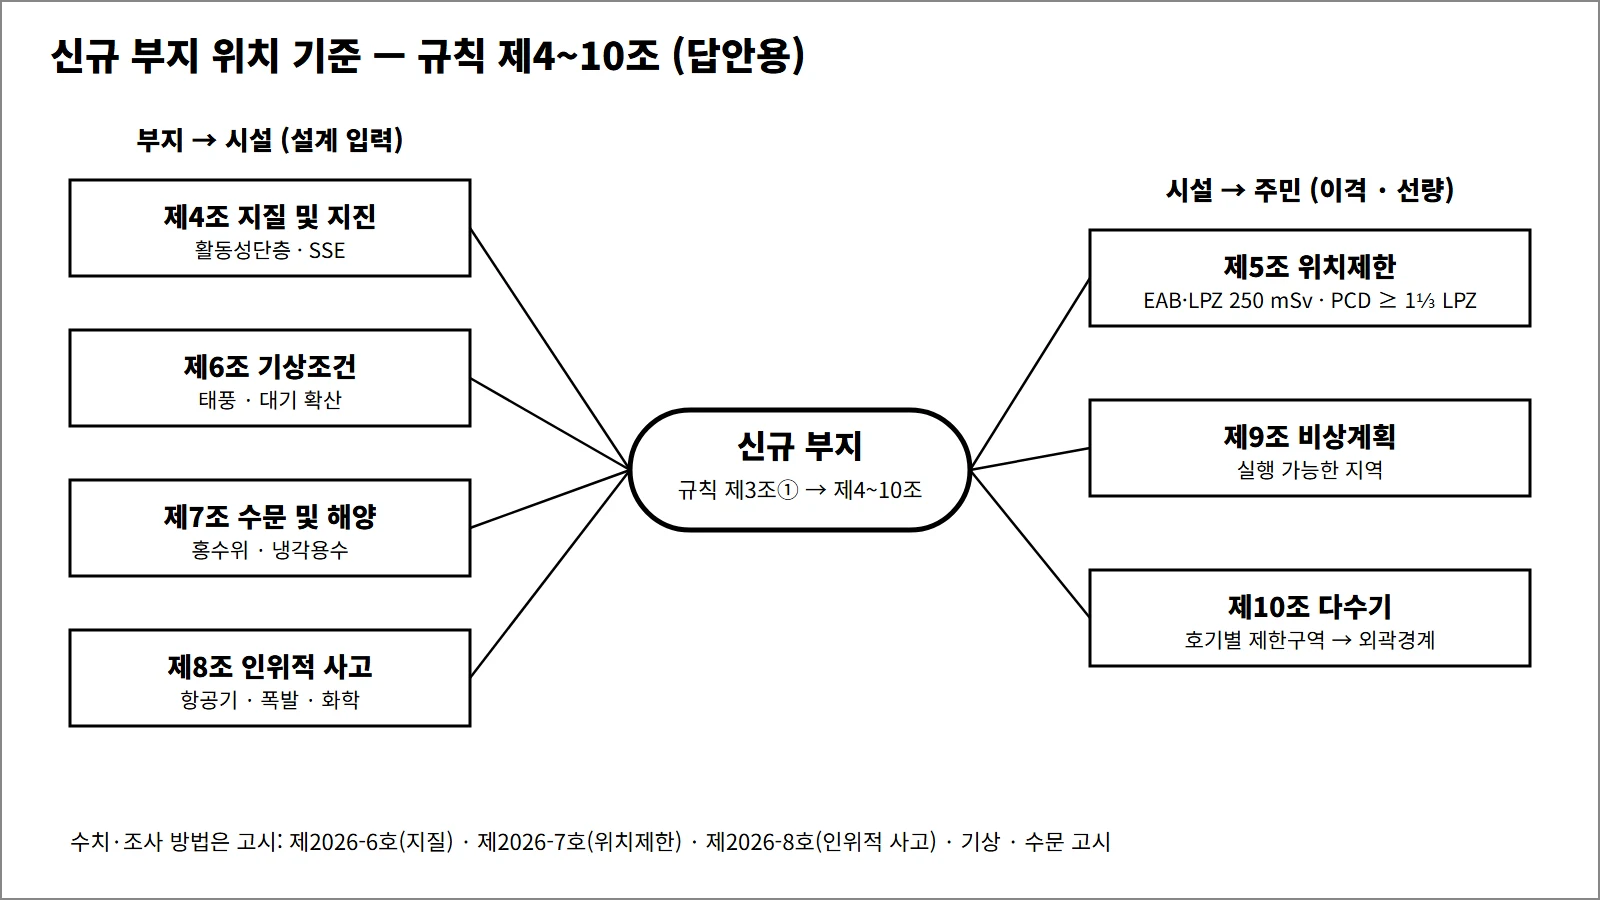 신규 부지 위치 기준 — 규칙 제4~10조 (답안용)
부지 → 시설 (설계 입력)
제4조 지질 및 지진
활동성단층 · SSE
제6조 기상조건
태풍 · 대기 확산
제7조 수문 및 해양
홍수위 · 냉각용수
제8조 인위적 사고
항공기 · 폭발 · 화학
신규 부지
규칙 제3조① → 제4~10조
시설 → 주민 (이격 · 선량)
제5조 위치제한
EAB·LPZ 250 mSv · PCD ≥ 1⅓ LPZ
제9조 비상계획
실행 가능한 지역
제10조 다수기
호기별 제한구역 → 외곽경계
수치·조사 방법은 고시: 제2026-6호(지질) · 제2026-7호(위치제한) · 제2026-8호(인위적 사고) · 기상 · 수문 고시